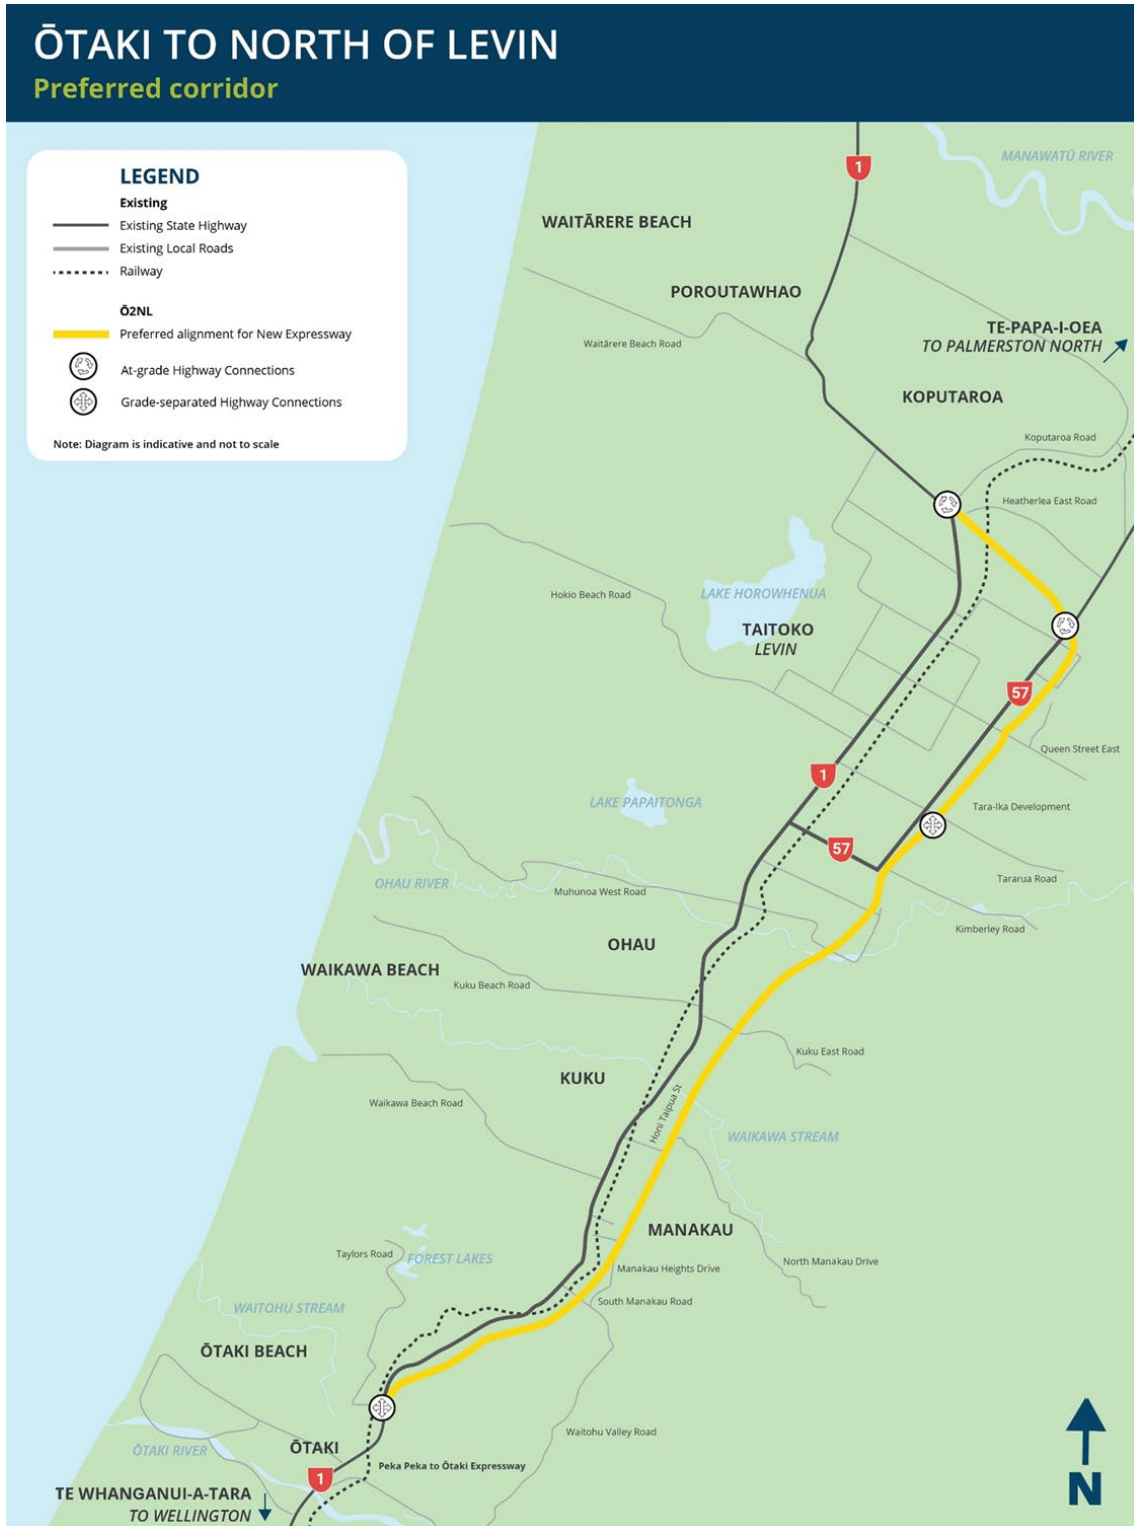 ŌTAKI TO NORTH OF LEVIN
Preferred corridor
LEGEND
Existing
Existing State Highway
Existing Local Roads
Railway
Ō2NL
Preferred alignment for New Expressway
At-grade Highway Connections
Grade-separated Highway Connections
Note: Diagram is indicative and not to scale
1
MANAWATŪ RIVER
WAITĀRERE BEACH
POROUTAWHAO
Waitārere Beach Road
TE-PAPA-I-OEA
TO PALMERSTON NORTH
KOPUTAROA
Koputaroa Road
Heatherlea East Road
Hokio Beach Road
LAKE HOROWHENUA
TAITOKO
LEVIN
57
Queen Street East
1
LAKE PAPAITONGA
Tara-Ika Development
57
OHAU RIVER
Muhunoa West Road
Tararua Road
Kimberley Road
OHAU
WAIKAWA BEACH
Kuku Beach Road
Kuku East Road
KUKU
Waikawa Beach Road
Honi Taipua St
WAIKAWA STREAM
MANAKAU
Taylors Road
FOREST LAKES
North Manakau Drive
Manakau Heights Drive
South Manakau Road
WAITOHU STREAM
ŌTAKI BEACH
Waitohu Valley Road
ŌTAKI RIVER
ŌTAKI
Peka Peka to Ōtaki Expressway
1
TE WHANGANUI-A-TARA
TO WELLINGTON
N